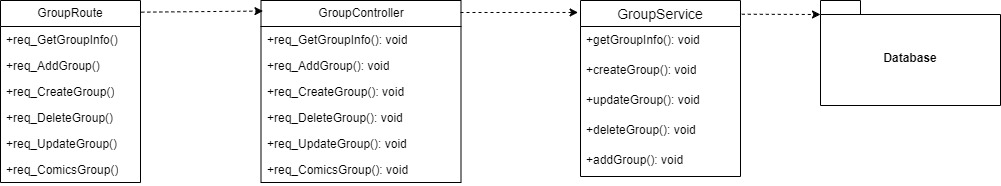 GroupRoute
+req_GetGroupInfo()
+req_AddGroup()
+req_CreateGroup()
+req_DeleteGroup()
+req_UpdateGroup()
+req_ComicsGroup()
GroupController
+req_GetGroupInfo(): void
+req_AddGroup(): void
+req_CreateGroup(): void
+req_DeleteGroup(): void
+req_UpdateGroup(): void
+req_ComicsGroup(): void
GroupService
+getGroupInfo(): void
+createGroup(): void
+updateGroup(): void
+deleteGroup(): void
+addGroup(): void
Database